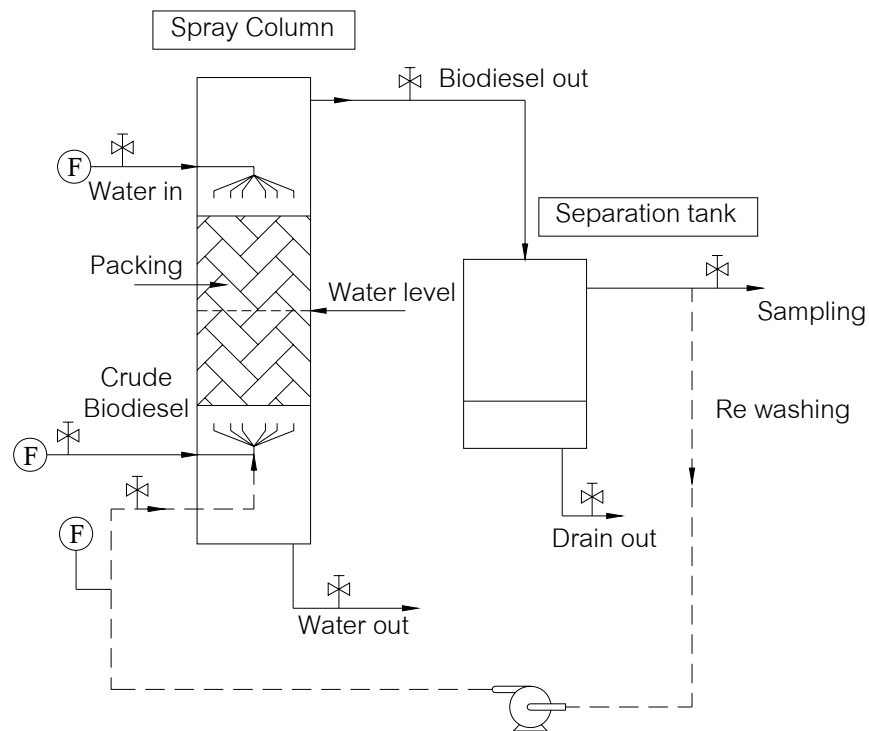 Spray Column
Biodiesel out
F
Water in
Separation tank
Packing
Water level
Sampling
Crude
Biodiesel
Re washing
F
F
Drain out
Water out